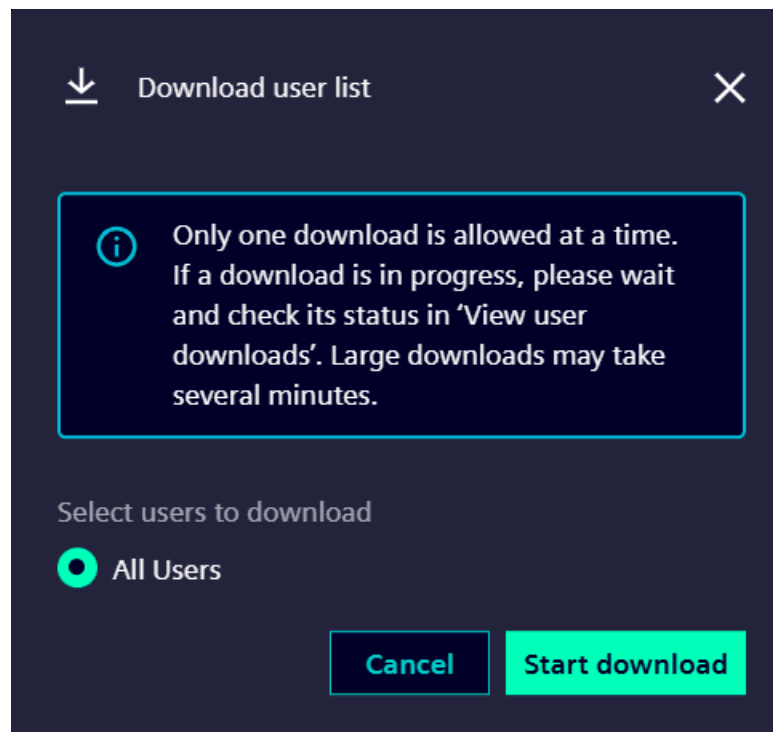 Download user list
Only one download is allowed at a time.
If a download is in progress, please wait
and check its status in ‘View user
downloads’. Large downloads may take
several minutes.
Select users to download
All Users
Cancel
Start download